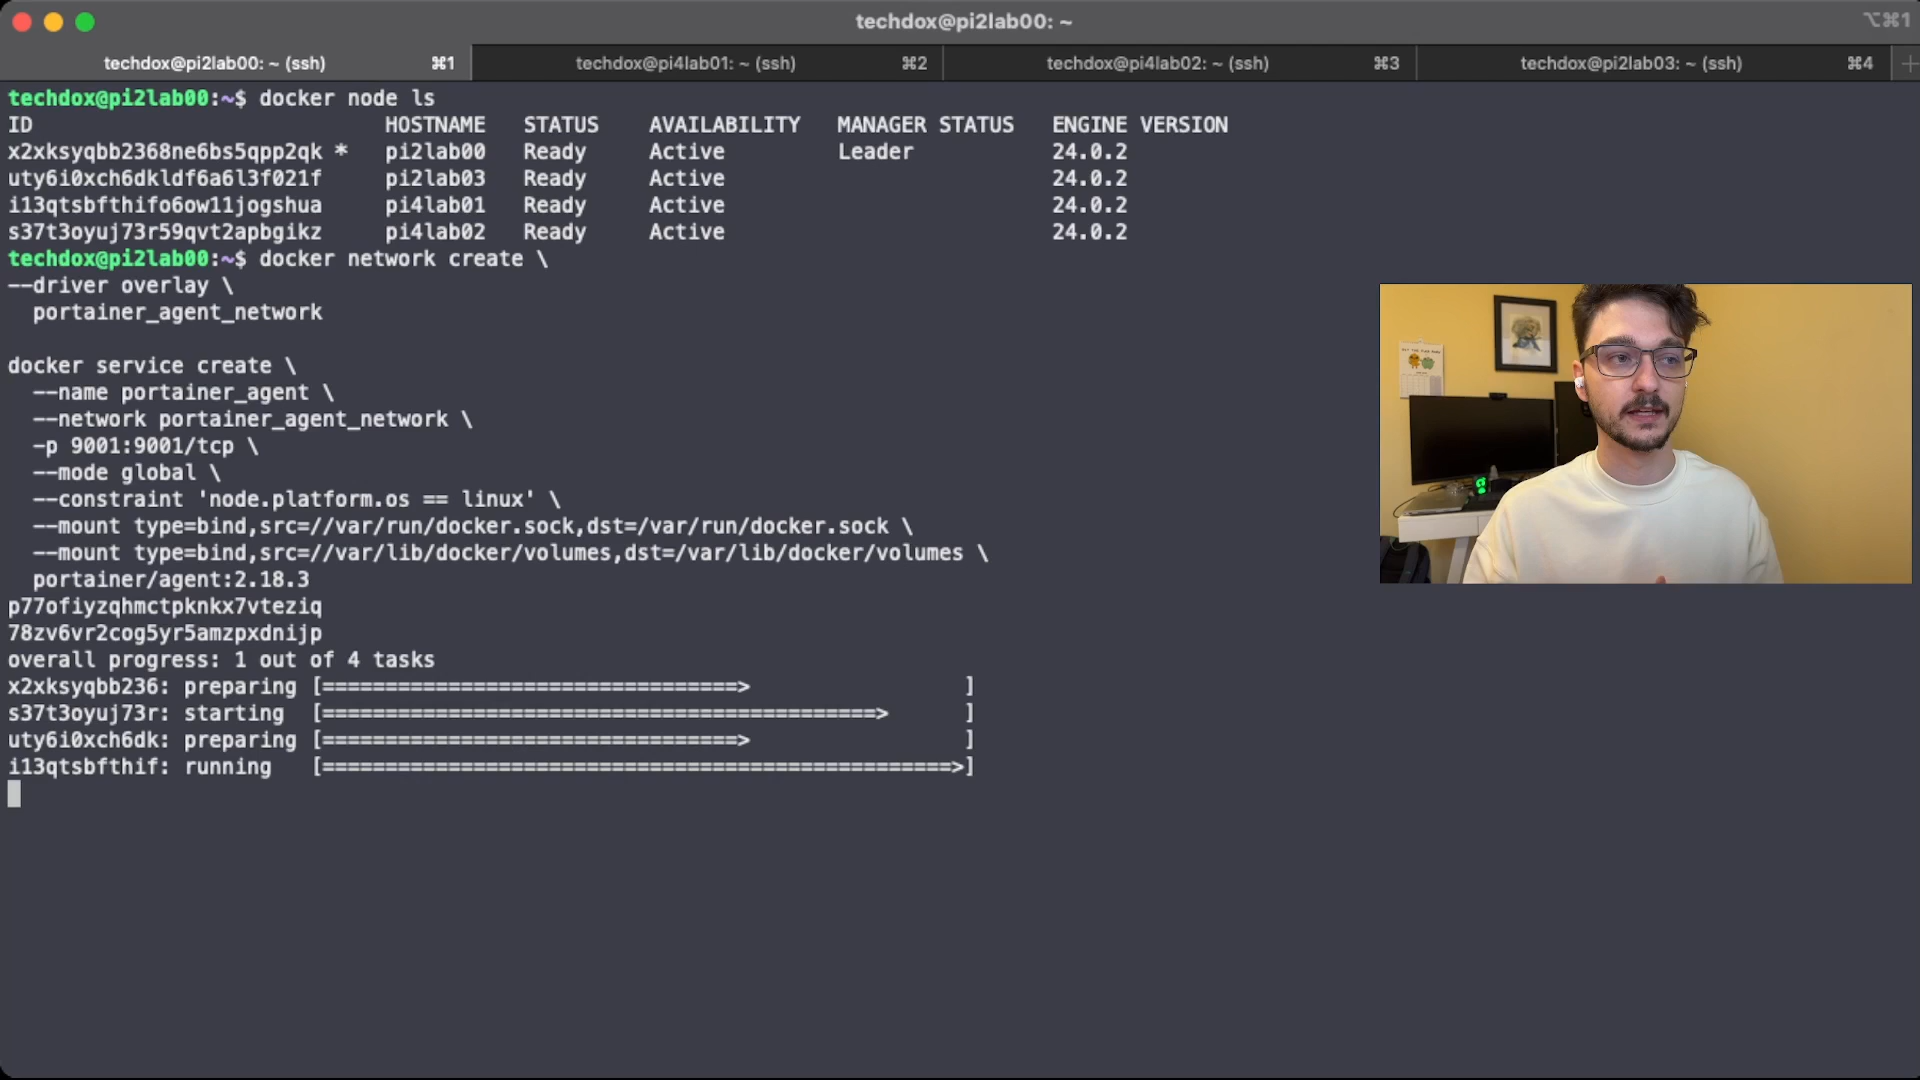 techdox@pi2lab00: ~
⌥⌘1
techdox@pi2lab00: ~ (ssh) ⌘1
techdox@pi4lab01: ~ (ssh) ⌘2
techdox@pi4lab02: ~ (ssh) ⌘3
techdox@pi2lab03: ~ (ssh) ⌘4
techdox@pi2lab00:~$ docker node ls
ID HOSTNAME STATUS AVAILABILITY MANAGER STATUS ENGINE VERSION
x2xksyqbb2368ne6bs5qpp2qk * pi2lab00 Ready Active Leader 24.0.2
uty6i0xch6dkldf6a6l3f021f pi2lab03 Ready Active 24.0.2
i13qtsbfthifo6ow11jogshua pi4lab01 Ready Active 24.0.2
s37t3oyuj73r59qvt2apbgikz pi4lab02 Ready Active 24.0.2
techdox@pi2lab00:~$ docker network create \
--driver overlay \
  portainer_agent_network

docker service create \
  --name portainer_agent \
  --network portainer_agent_network \
  -p 9001:9001/tcp \
  --mode global \
  --constraint 'node.platform.os == linux' \
  --mount type=bind,src=//var/run/docker.sock,dst=/var/run/docker.sock \
  --mount type=bind,src=//var/lib/docker/volumes,dst=/var/lib/docker/volumes \
  portainer/agent:2.18.3
p77ofiyzqhmctpknkx7vteziq
78zv6vr2cog5yr5amzpxdnijp
overall progress: 1 out of 4 tasks
x2xksyqbb236: preparing [=================================>                 ]
s37t3oyuj73r: starting  [============================================>      ]
uty6i0xch6dk: preparing [=================================>                 ]
i13qtsbfthif: running   [==================================================>]